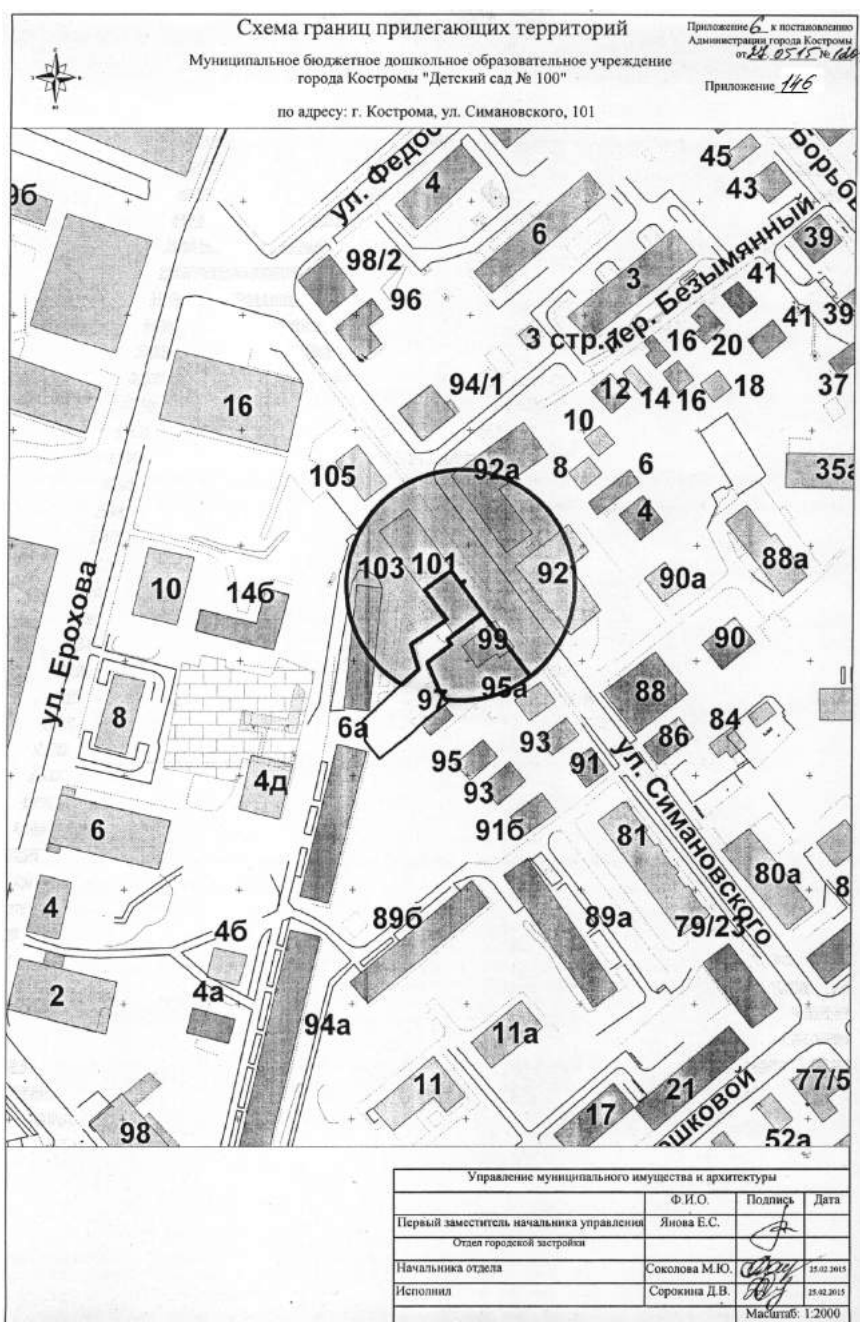 Схема границ прилегающих территорий
Муниципальное бюджетное дошкольное образовательное учреждение
города Костромы "Детский сад № 100"
по адресу: г. Кострома, ул. Симановского, 101
Приложение 6 к постановлению
Администрации города Костромы
от 22 05 15 №
Приложение 146
ул. Федос
Борьбы
45
43
4
9б
6
39
98/2
3
пер. Безымянный
41
96
41
39
3 стр.
16
20
37
94/1
12
14
16
18
16
10
105
92а
8
6
35а
4
ул. Ерохова
103
101
92
88а
10
14б
90а
99
90
95а
88
8
97
84
6а
93
86
95
91
4д
93
ул. Симановского
6
91б
81
80а
8
4
89б
89а
79/23
4б
2
4а
94а
11а
11
21
77/5
17
ошковой
98
52а
Управление муниципального имущества и архитектуры
Ф.И.О. Подпись Дата
Первый заместитель начальника управления Янова Е.С.
Отдел городской застройки
Начальника отдела Соколова М.Ю. 25.02.2015
Исполнил Сорокина Д.В. 25.02.2015
Масштаб: 1:2000